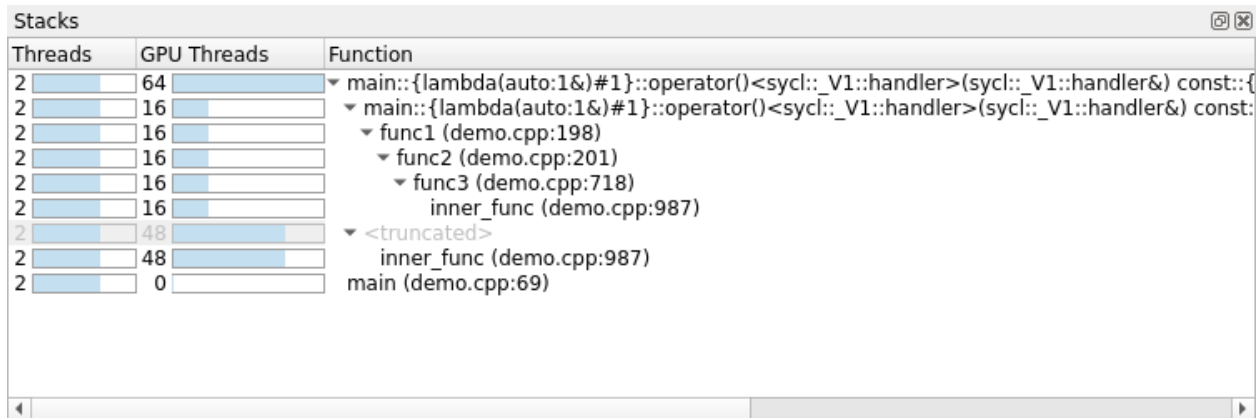 Stacks
Threads GPU Threads Function
2 64 main::{lambda(auto:1&)#1}::operator()<sycl::_V1::handler>(sycl::_V1::handler&) const::{
2 16 main::{lambda(auto:1&)#1}::operator()<sycl::_V1::handler>(sycl::_V1::handler&) const:
2 16 func1 (demo.cpp:198)
2 16 func2 (demo.cpp:201)
2 16 func3 (demo.cpp:718)
2 16 inner_func (demo.cpp:987)
2 48 <truncated>
2 48 inner_func (demo.cpp:987)
2 0 main (demo.cpp:69)